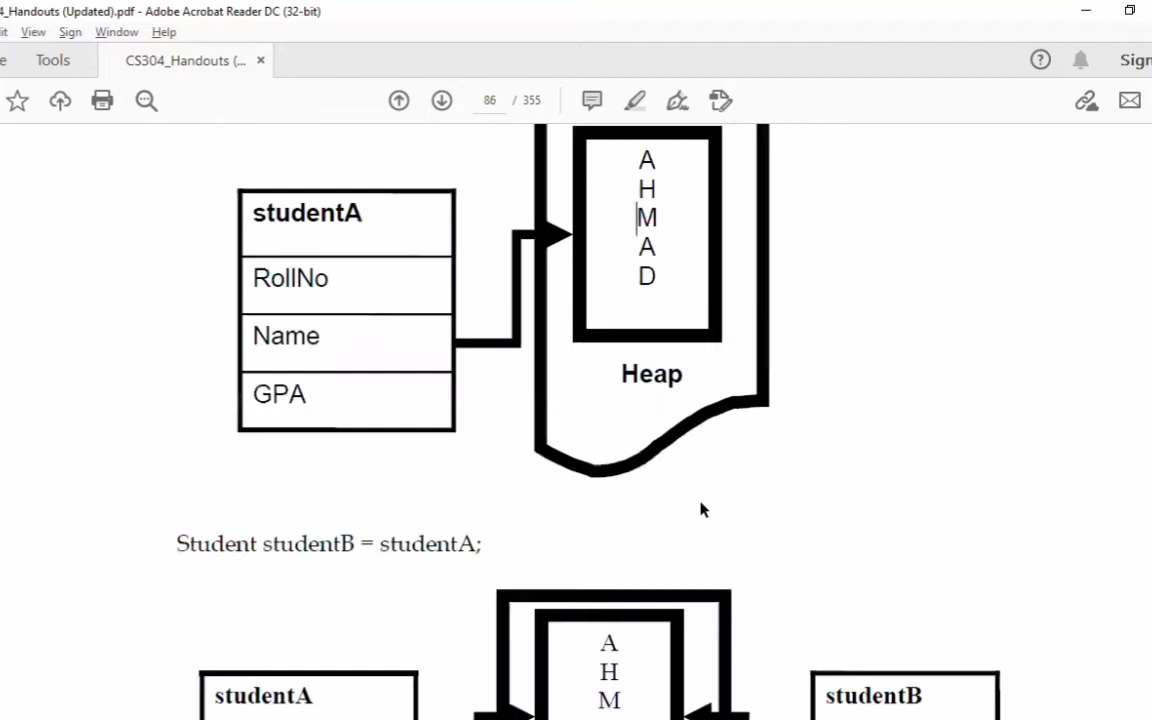 4_Handouts (Updated).pdf - Adobe Acrobat Reader DC (32-bit)
it View Sign Window Help
e Tools CS304_Handouts (... × Sign
86 / 355
A
H
M
A
D
studentA
RollNo
Name
GPA
Heap
Student studentB = studentA;
A
H
M
studentA
studentB